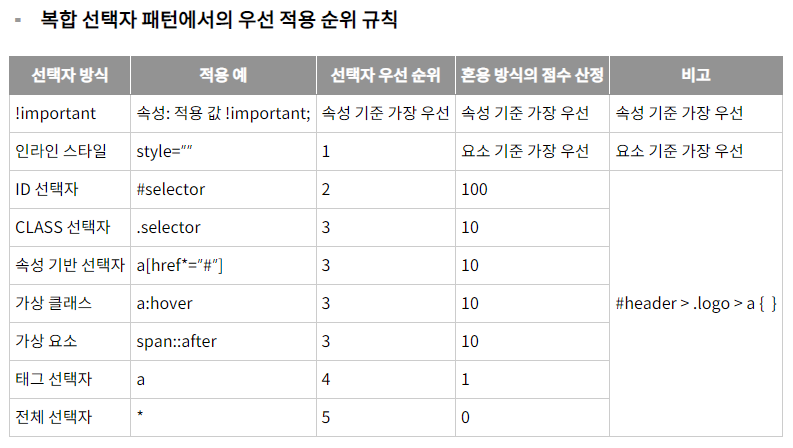 복합 선택자 패턴에서의 우선 적용 순위 규칙
선택자 방식 적용 예 선택자 우선 순위 혼용 방식의 점수 산정 비고
!important 속성: 적용 값 !important; 속성 기준 가장 우선 속성 기준 가장 우선 속성 기준 가장 우선
인라인 스타일 style="" 1 요소 기준 가장 우선 요소 기준 가장 우선
ID 선택자 #selector 2 100
CLASS 선택자 .selector 3 10
속성 기반 선택자 a[href*="#"] 3 10
가상 클래스 a:hover 3 10 #header > .logo > a { }
가상 요소 span::after 3 10
태그 선택자 a 4 1
전체 선택자 * 5 0